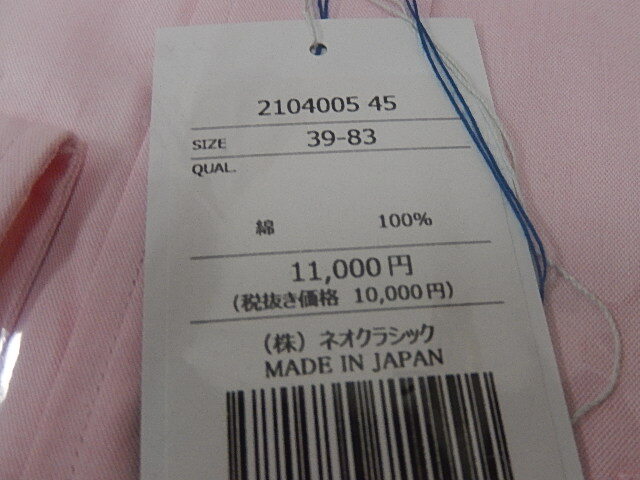 2104005 45
SIZE 39-83
QUAL.
綿 100%
11,000円
(税抜き価格 10,000円)
(株) ネオクラシック
MADE IN JAPAN